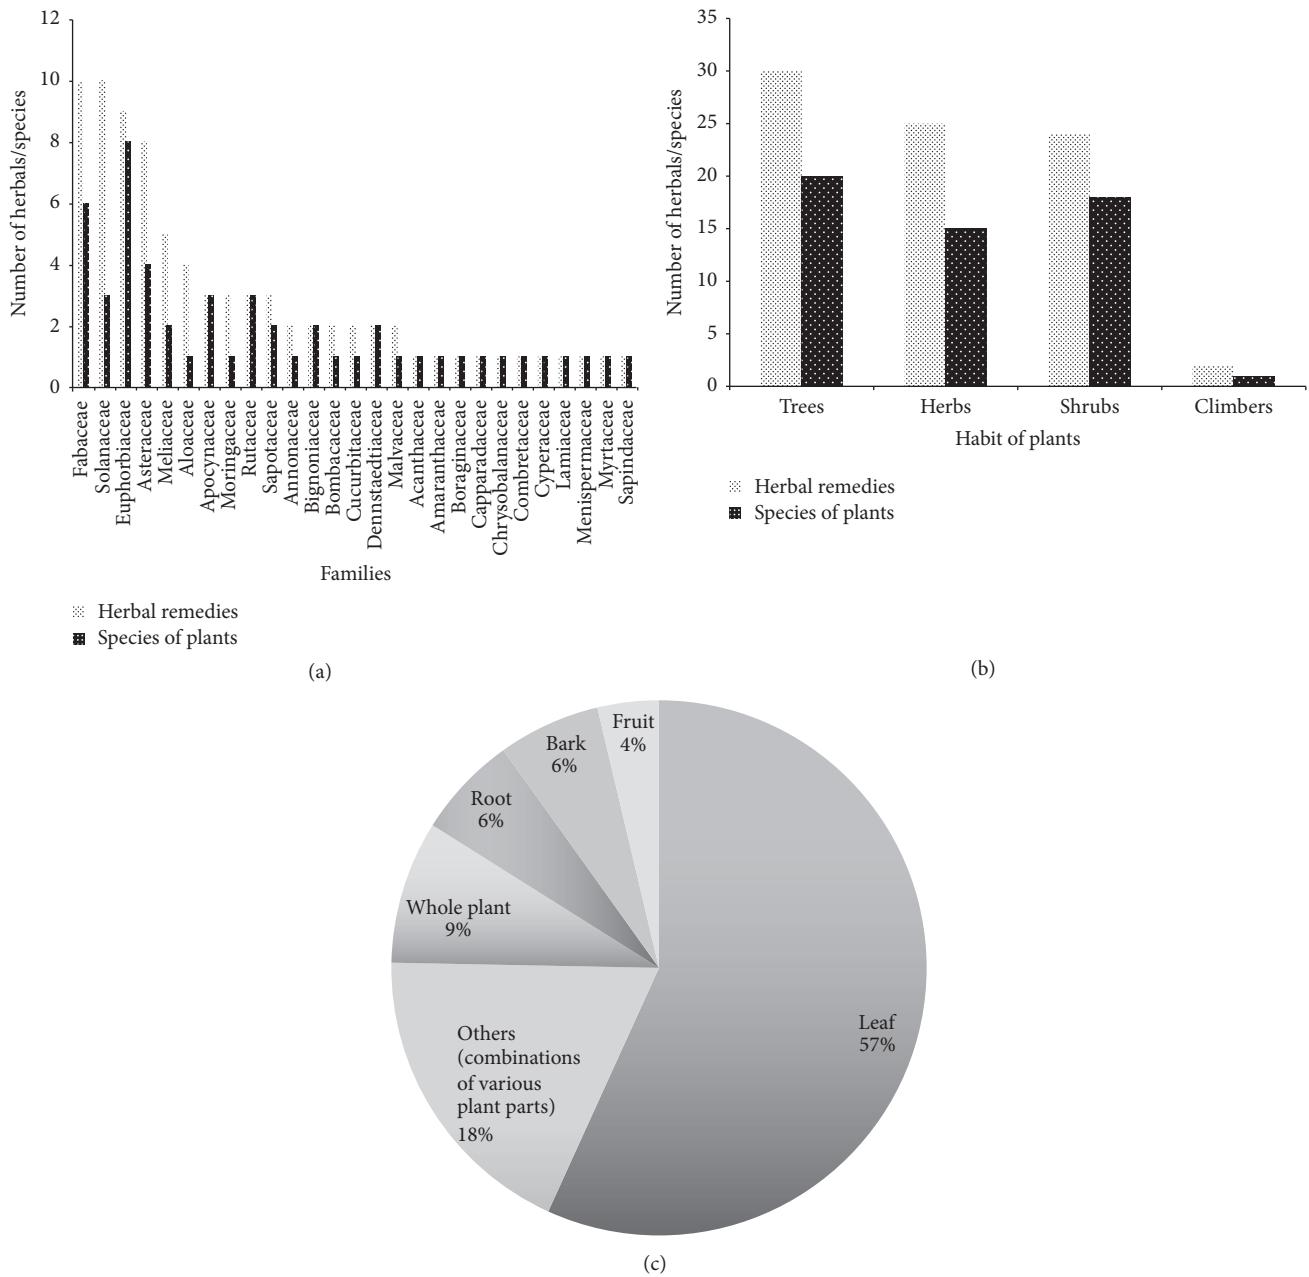 12
10
8
6
4
2
0
Number of herbals/species
Fabaceae
Solanaceae
Euphorbiaceae
Asteraceae
Meliaceae
Aloaceae
Apocynaceae
Moringaceae
Rutaceae
Sapotaceae
Annonaceae
Bignoniaceae
Bombacaceae
Cucurbitaceae
Dennstaedtiaceae
Malvaceae
Acanthaceae
Amaranthaceae
Boraginaceae
Capparadaceae
Chrysobalanaceae
Combretaceae
Cyperaceae
Lamiaceae
Menispermaceae
Myrtaceae
Sapindaceae
Families
Herbal remedies
Species of plants
(a)
35
30
25
20
15
10
5
0
Number of herbals/species
Trees
Herbs
Shrubs
Climbers
Habit of plants
Herbal remedies
Species of plants
(b)
Fruit
4%
Bark
6%
Root
6%
Whole plant
9%
Others
(combinations
of various
plant parts)
18%
Leaf
57%
(c)